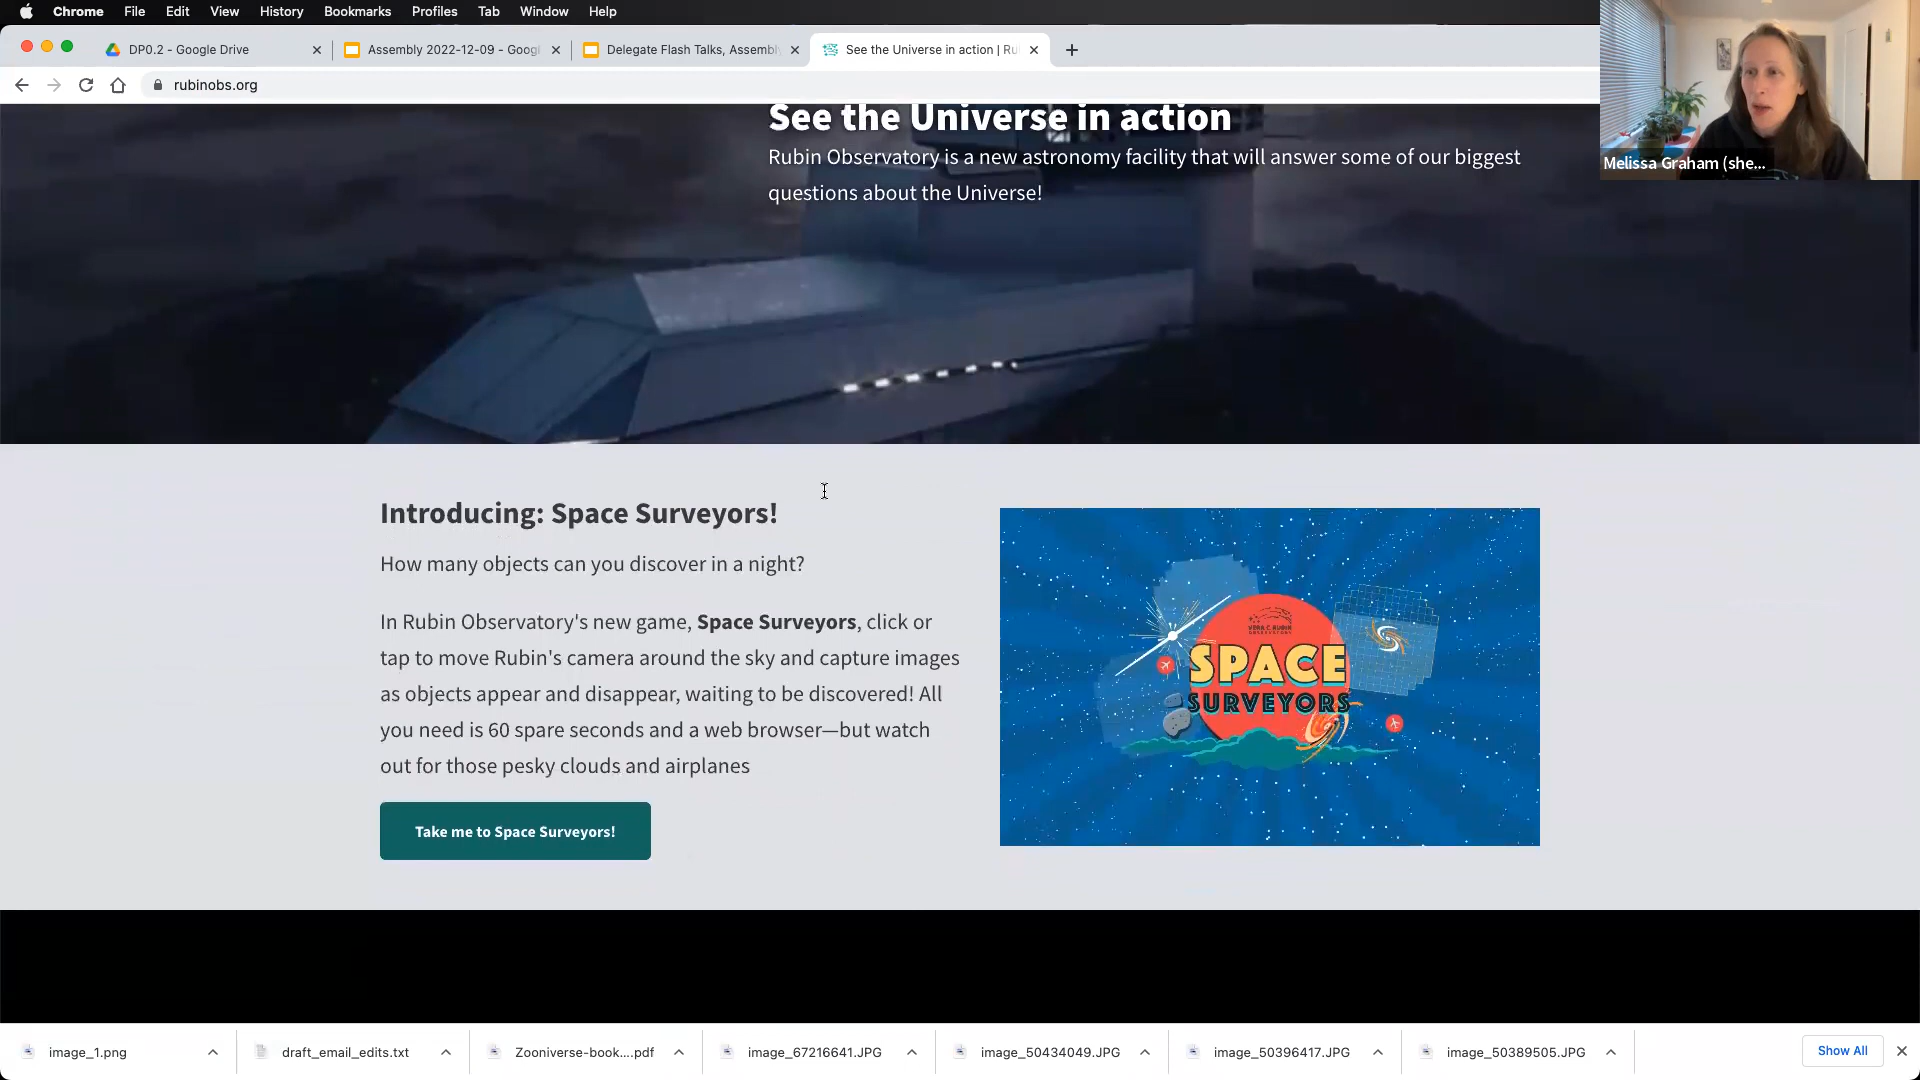 Chrome File Edit View History Bookmarks Profiles Tab Window Help
DP0.2 - Google Drive
Assembly 2022-12-09 - Googl
Delegate Flash Talks, Assembly
See the Universe in action | Ru
rubinobs.org
Melissa Graham (she...
See the Universe in action
Rubin Observatory is a new astronomy facility that will answer some of our biggest
questions about the Universe!
Introducing: Space Surveyors!
How many objects can you discover in a night?
In Rubin Observatory's new game, Space Surveyors, click or
tap to move Rubin's camera around the sky and capture images
as objects appear and disappear, waiting to be discovered! All
you need is 60 spare seconds and a web browser—but watch
out for those pesky clouds and airplanes
Take me to Space Surveyors!
VERA C. RUBIN
OBSERVATORY
SPACE
SURVEYORS
image_1.png
draft_email_edits.txt
Zooniverse-book....pdf
image_67216641.JPG
image_50434049.JPG
image_50396417.JPG
image_50389505.JPG
Show All